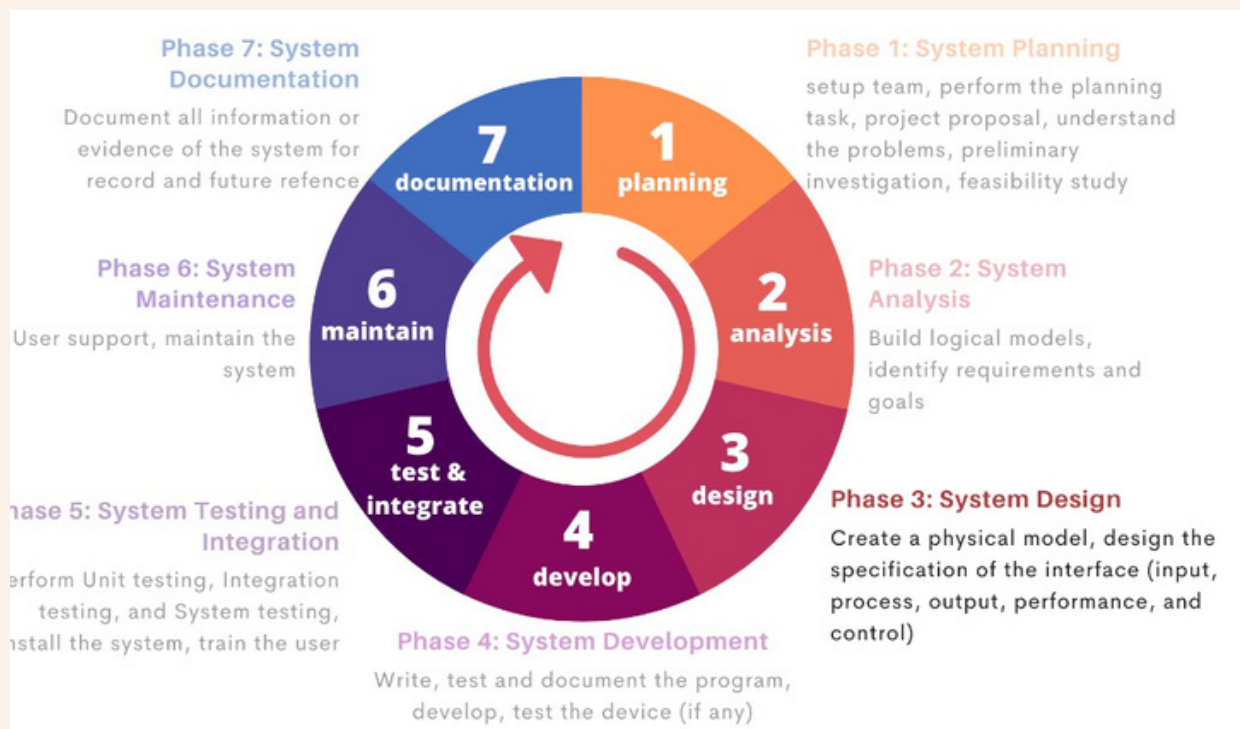 Phase 7: System
Documentation
Document all information or
evidence of the system for
record and future refence
Phase 1: System Planning
setup team, perform the planning
task, project proposal, understand
the problems, preliminary
investigation, feasibility study
7
documentation
1
planning
Phase 6: System
Maintenance
User support, maintain the
system
6
maintain
2
analysis
Phase 2: System
Analysis
Build logical models,
identify requirements and
goals
5
test &
integrate
3
design
Phase 3: System Design
Create a physical model, design the
specification of the interface (input,
process, output, performance, and
control)
hase 5: System Testing and
Integration
erform Unit testing, Integration
testing, and System testing,
nstall the system, train the user
4
develop
Phase 4: System Development
Write, test and document the program,
develop, test the device (if any)